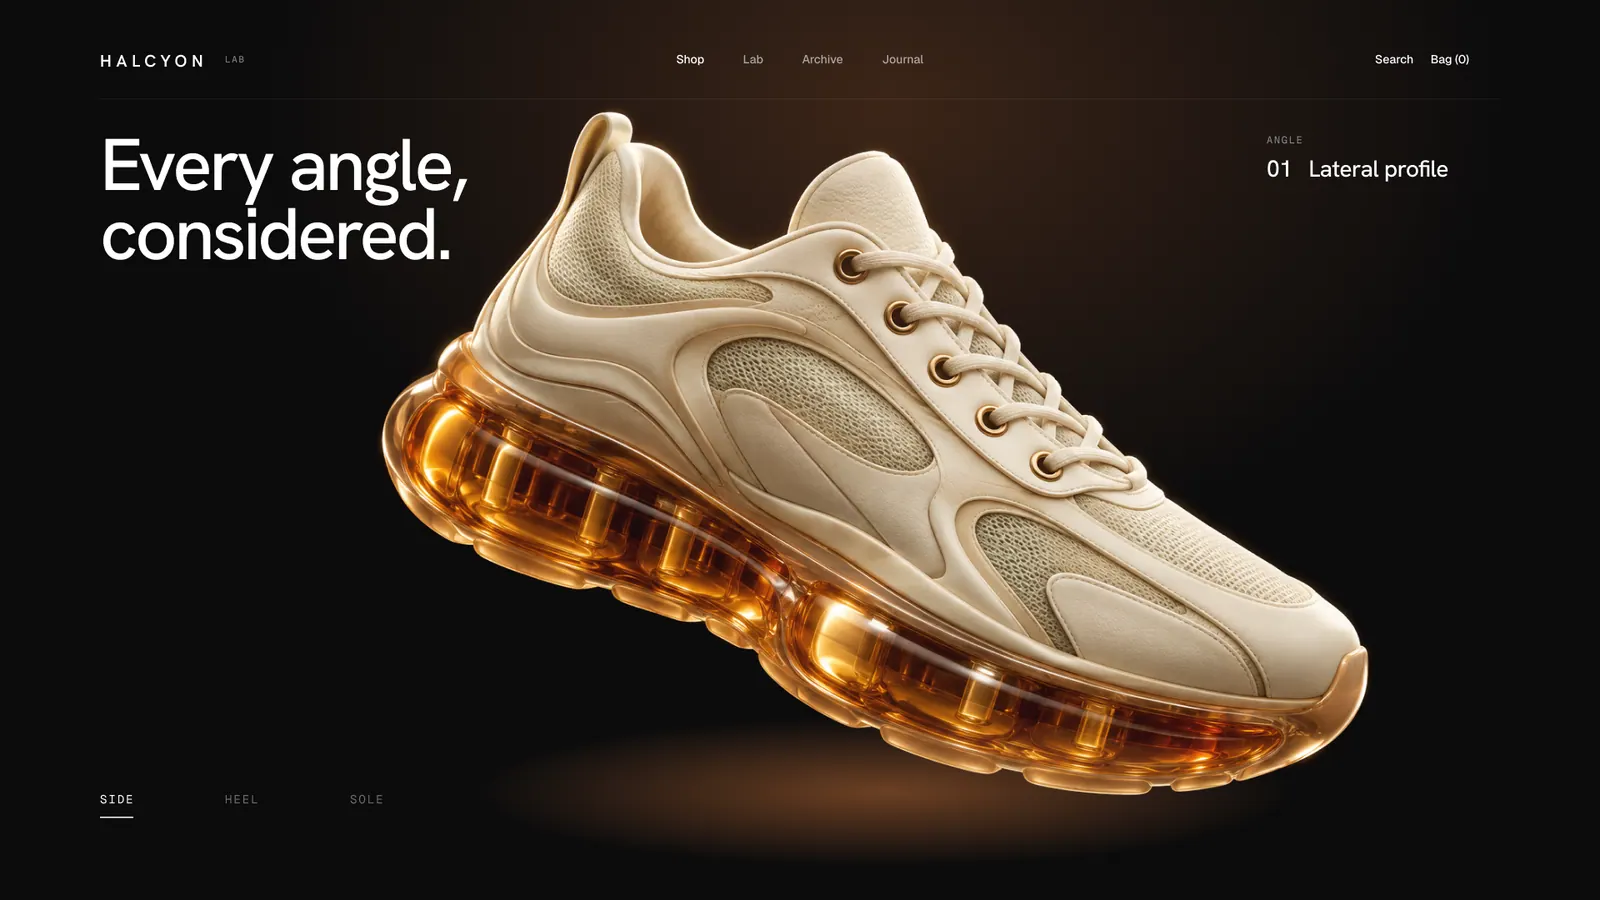 HALCYON LAB
Shop Lab Archive Journal
Search Bag (0)
Every angle,
considered.
ANGLE
01 Lateral profile
SIDE HEEL SOLE